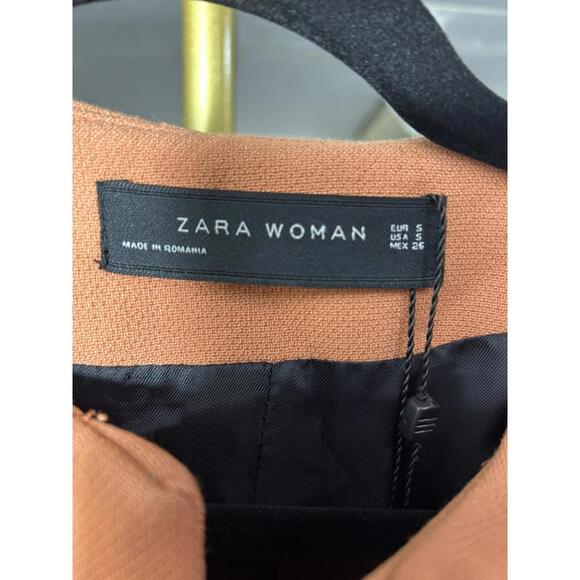 ZARA WOMAN
MADE IN ROMANIA
EUR S
USA S
MEX 26